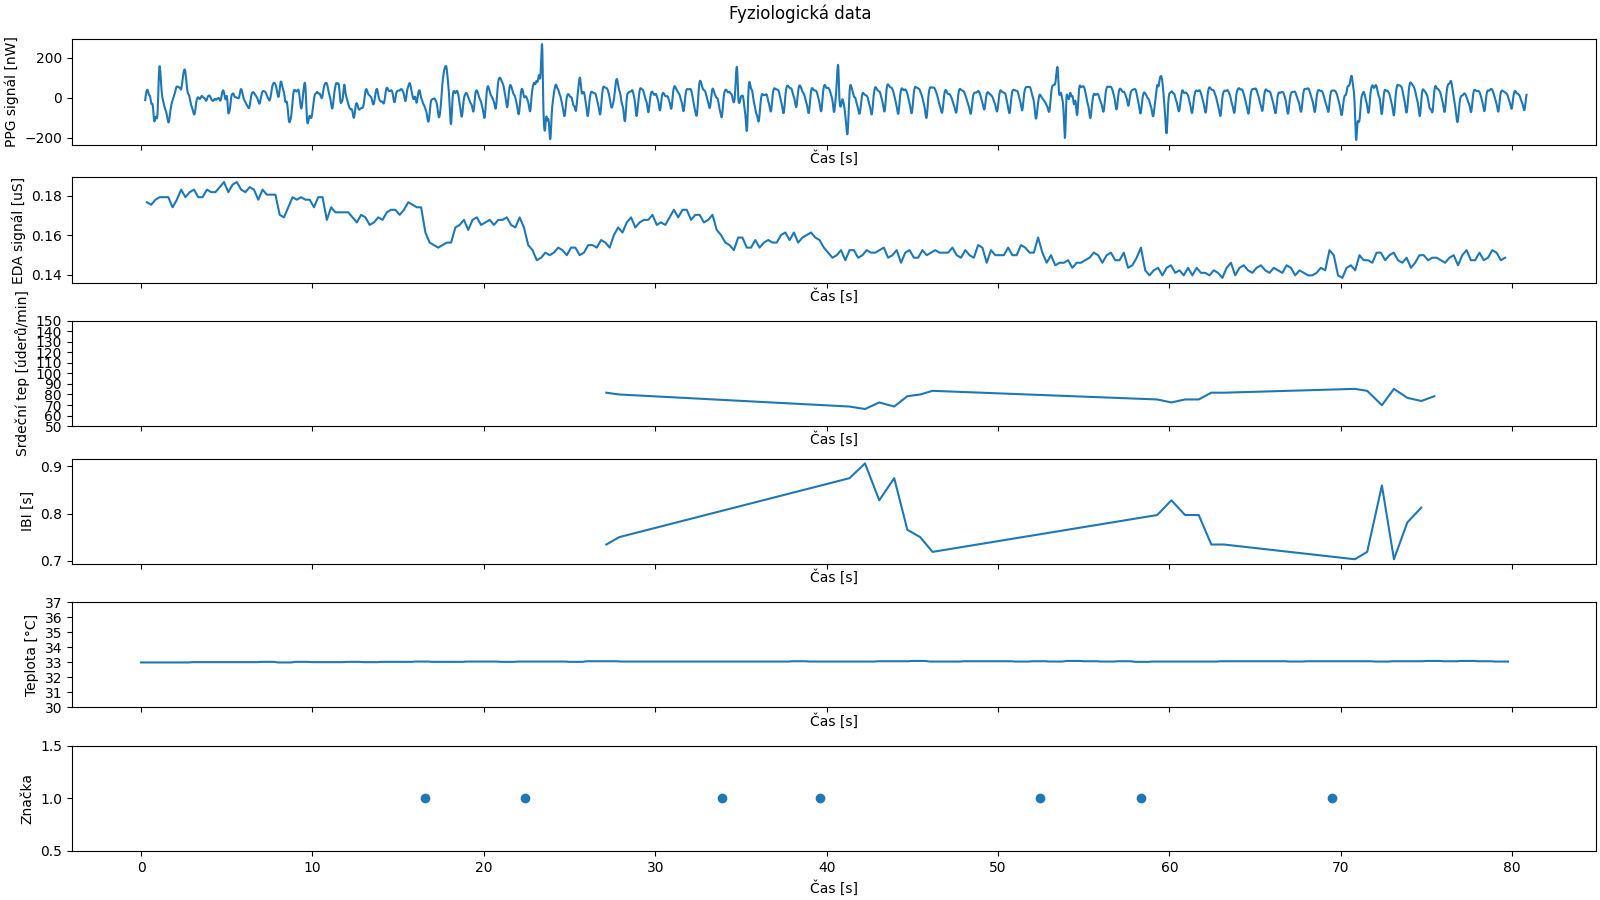 Fyziologická data
PPG signál [nW]
200
0
−200
Čas [s]
EDA signál [uS]
0.18
0.16
0.14
Čas [s]
Srdeční tep [úderů/min]
150
140
130
120
110
100
90
80
70
60
50
Čas [s]
IBI [s]
0.9
0.8
0.7
Čas [s]
Teplota [°C]
37
36
35
34
33
32
31
30
Čas [s]
Značka
1.5
1.0
0.5
0 10 20 30 40 50 60 70 80
Čas [s]